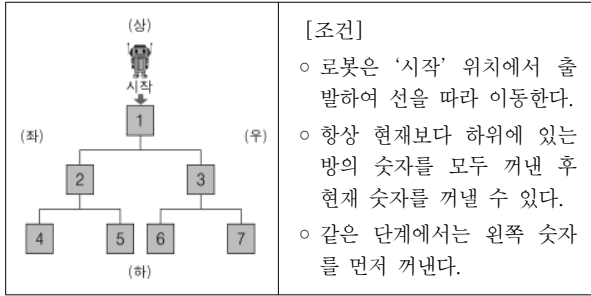 (상)
시작
1
(좌)
(우)
2
3
4
5
6
7
(하)
[조건]
◦ 로봇은 ‘시작’ 위치에서 출
발하여 선을 따라 이동한다.
◦ 항상 현재보다 하위에 있는
방의 숫자를 모두 꺼낸 후
현재 숫자를 꺼낼 수 있다.
◦ 같은 단계에서는 왼쪽 숫자
를 먼저 꺼낸다.